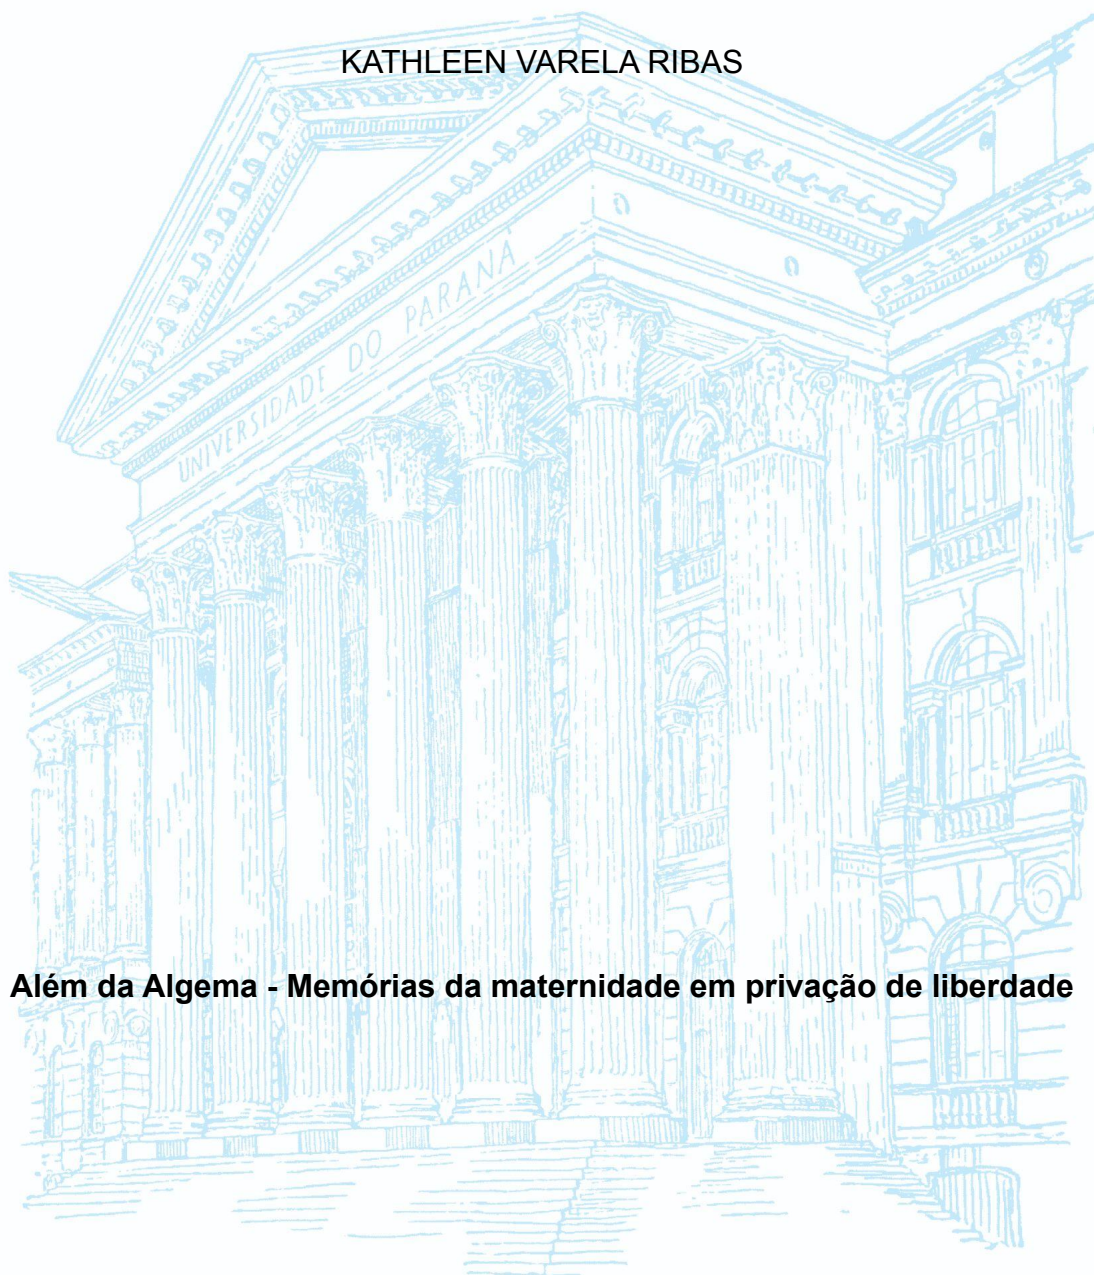 KATHLEEN VARELA RIBAS
UNIVERSIDADE DO PARANÁ
Além da Algema - Memórias da maternidade em privação de liberdade